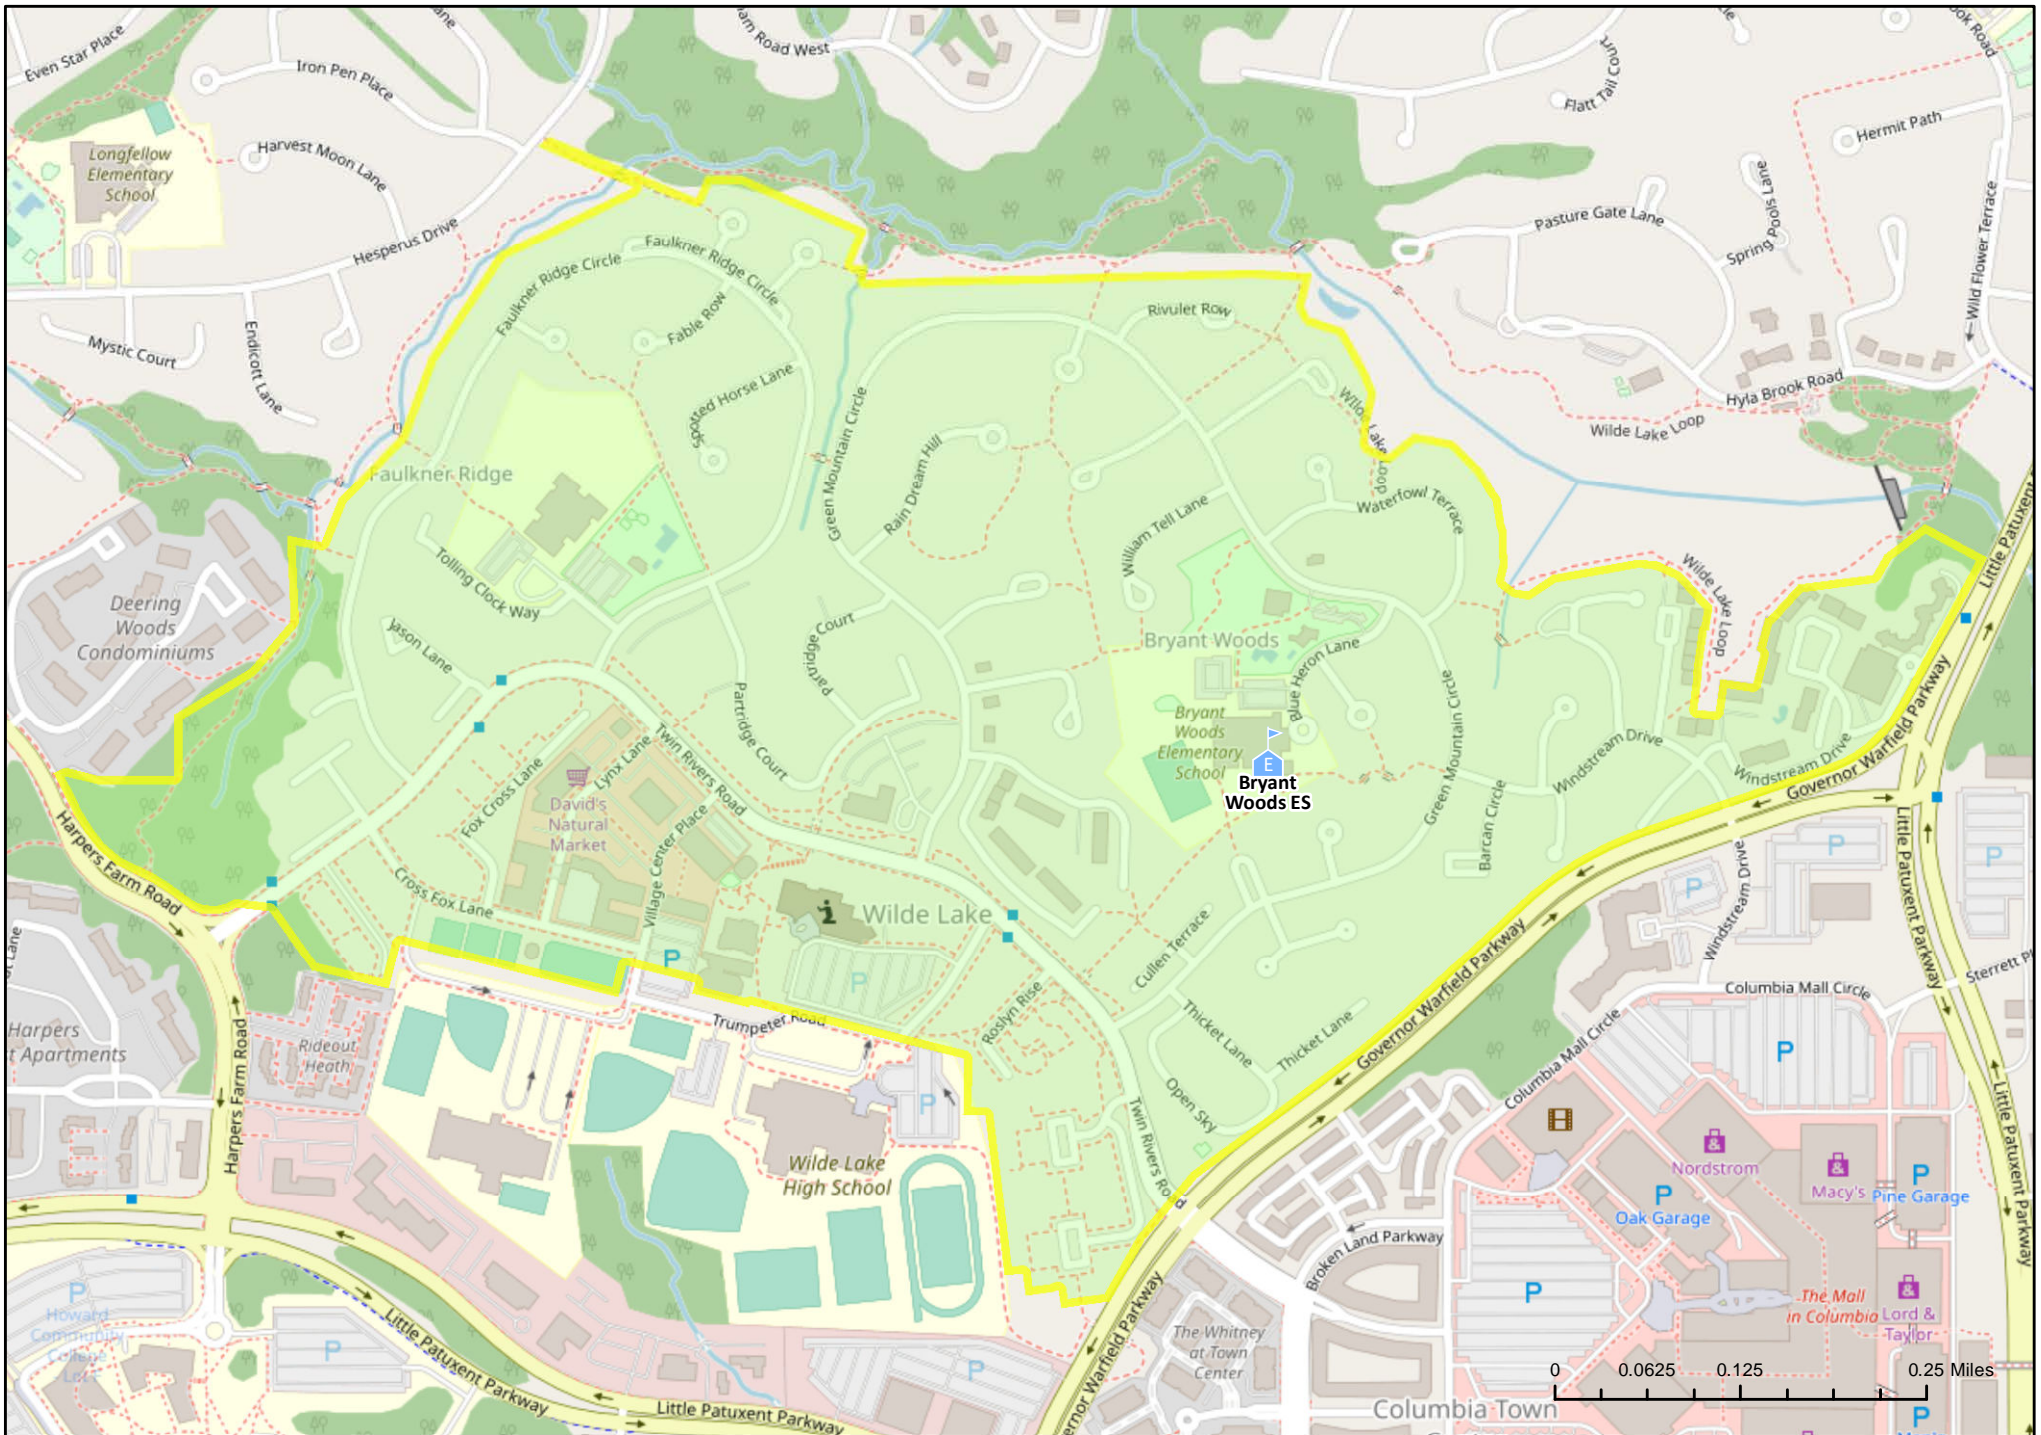 Even Star Place
Iron Pen Place
Road West
Flatt Tail Court
Hermit Path
Longfellow
Elementary
School
Harvest Moon Lane
Hesperus Drive
Mystic Court
Endicott Lane
Faulkner Ridge Circle
Faulkner Ridge Circle
Fable Row
Spotted Horse Lane
Rivulet Row
Pasture Gate Lane
Spring Pools Lane
Wild Flower Terrace
Hyla Brook Road
Wilde Lake Loop
Wilde Lake Loop
Faulkner Ridge
Green Mountain Circle
Rain Dream Hill
William Tell Lane
Waterfowl Terrace
Little Patuxent
Tolling Clock Way
Deering
Woods
Condominiums
Jason Lane
Partridge Court
Partridge Court
Bryant Woods
Blue Heron Lane
Wilde Lake Loop
Bryant
Woods
Elementary
School
E
Bryant
Woods ES
Green Mountain Circle
Windstream Drive
Windstream Drive
Governor Warfield Parkway
Barcan Circle
Lynx Lane
Twin Rivers Road
Fox Cross Lane
David's
Natural
Market
Village Center Place
Cross Fox Lane
Wilde Lake
Harpers Farm Road
Cullen Terrace
Governor Warfield Parkway
Windstream Drive
P
P
P
Little Patuxent Parkway
Sterrett
Columbia Mall Circle
Columbia Mall Circle
P
P
P
Roslyn Rise
Thicket Lane
Thicket Lane
Trumpeter Road
Harpers
Apartments
Rideout
Heath
Harpers Farm Road
P
Open Sky
Twin Rivers Ro
Little Patuxent Parkway
Wilde Lake
High School
Nordstrom
Macy's
P
Pine Garage
P
Oak Garage
Broken Land Parkway
P
Howard
Community
College
P
Little Patuxent Parkway
Little Patuxent Parkway
P
Governor Warfield Parkway
The Whitney
at Town
Center
P
The Mall
in Columbia
Lord &
Taylor
0 0.0625 0.125 0.25 Miles
Columbia Town
P